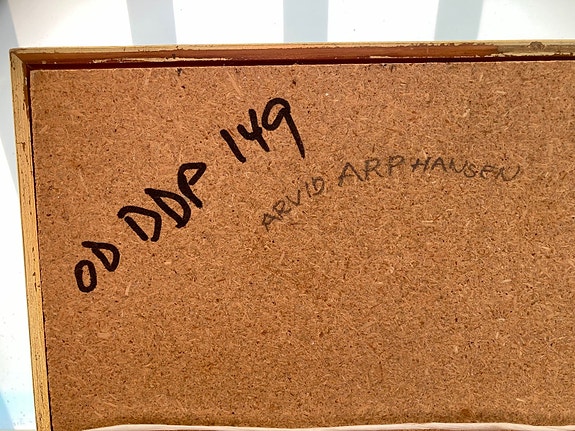 OD DDP 149
ARVID ARP HANSEN